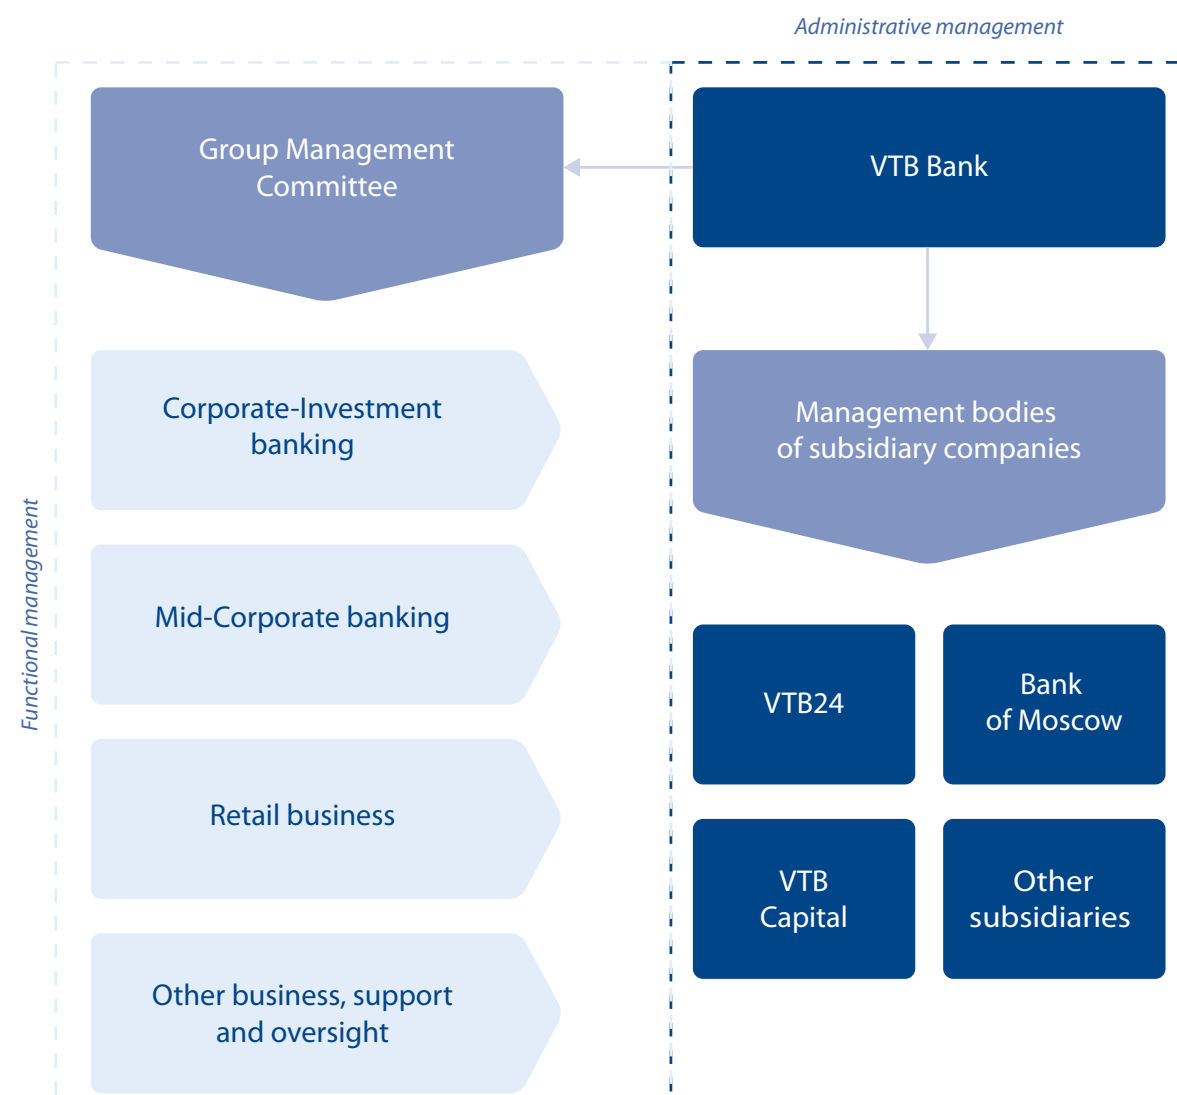 Administrative management
Functional management
Group Management
Committee
VTB Bank
Corporate-Investment
banking
Mid-Corporate banking
Retail business
Other business, support
and oversight
Management bodies
of subsidiary companies
VTB24
Bank
of Moscow
VTB
Capital
Other
subsidiaries